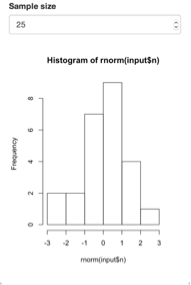 Sample size
25
Histogram of rnorm(input$n)
Frequency
8
6
4
2
0
-3 -2 -1 0 1 2 3
rnorm(input$n)